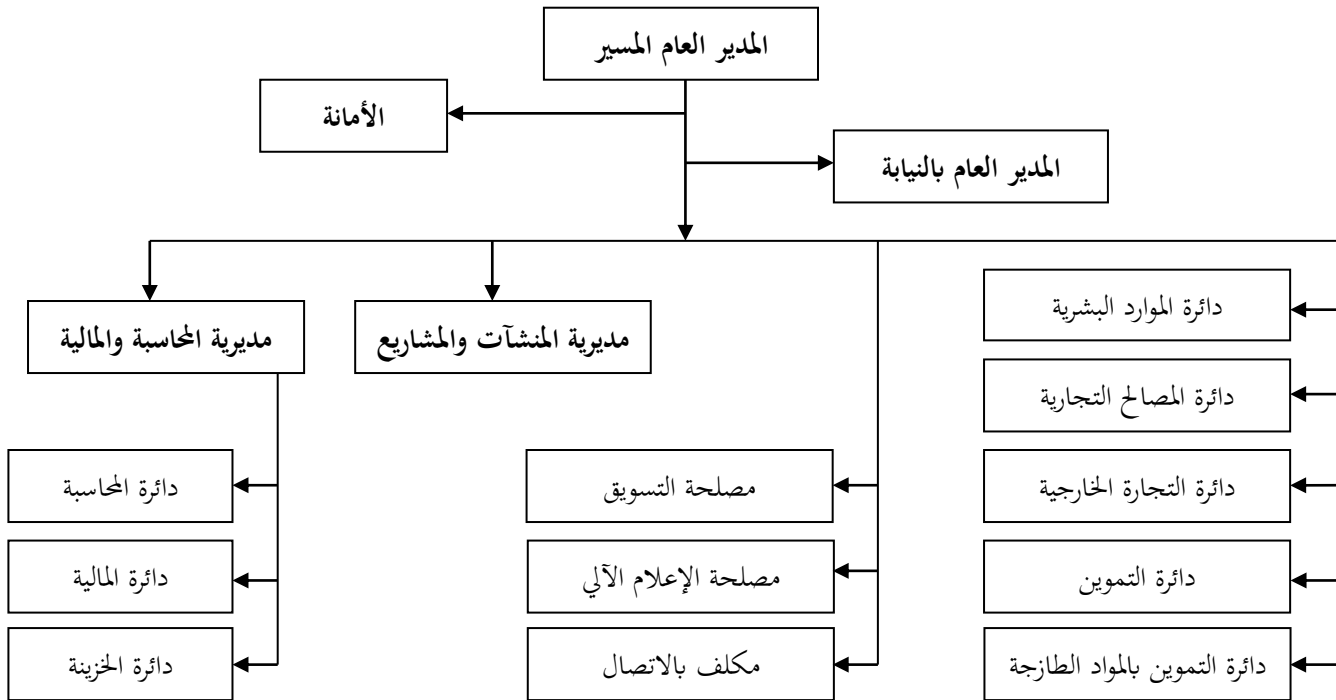 المدير العام المسير
الأمانة
المدير العام بالنيابة
دائرة الموارد البشرية
مديرية المنشآت والمشاريع
مديرية المحاسبة والمالية
دائرة المصالح التجارية
دائرة التجارة الخارجية
مصلحة التسويق
دائرة المحاسبة
دائرة التموين
مصلحة الإعلام الآلي
دائرة المالية
دائرة التموين بالمواد الطازجة
مكلف بالاتصال
دائرة الخزينة